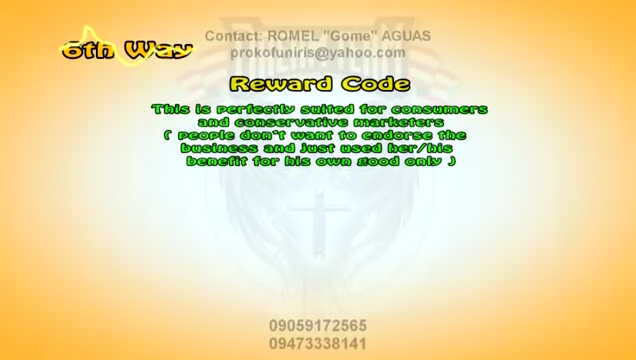 Contact: ROMEL "Gome" AGUAS
prokofuniris@yahoo.com
6th Way
Reward Code
This is perfectly suited for consumers
and conservative marketers
( people don't want to endorse the
business and just used her/his
benefit for his own good only )
09059172565
09473338141